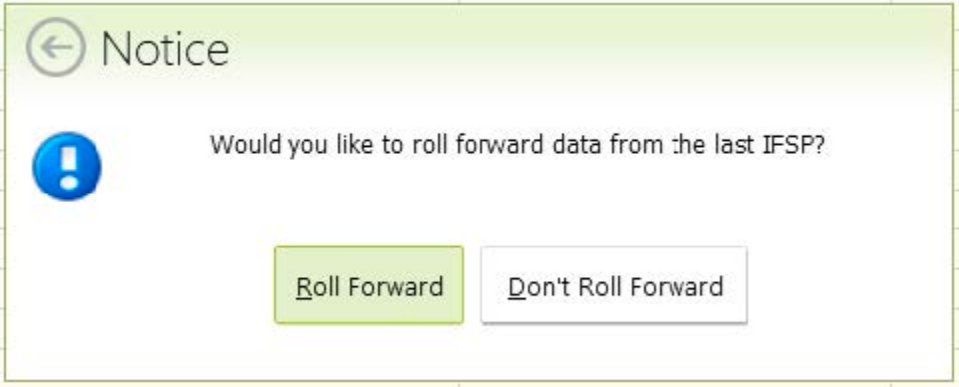 Notice
Would you like to roll forward data from the last IFSP?
Roll Forward
Don't Roll Forward